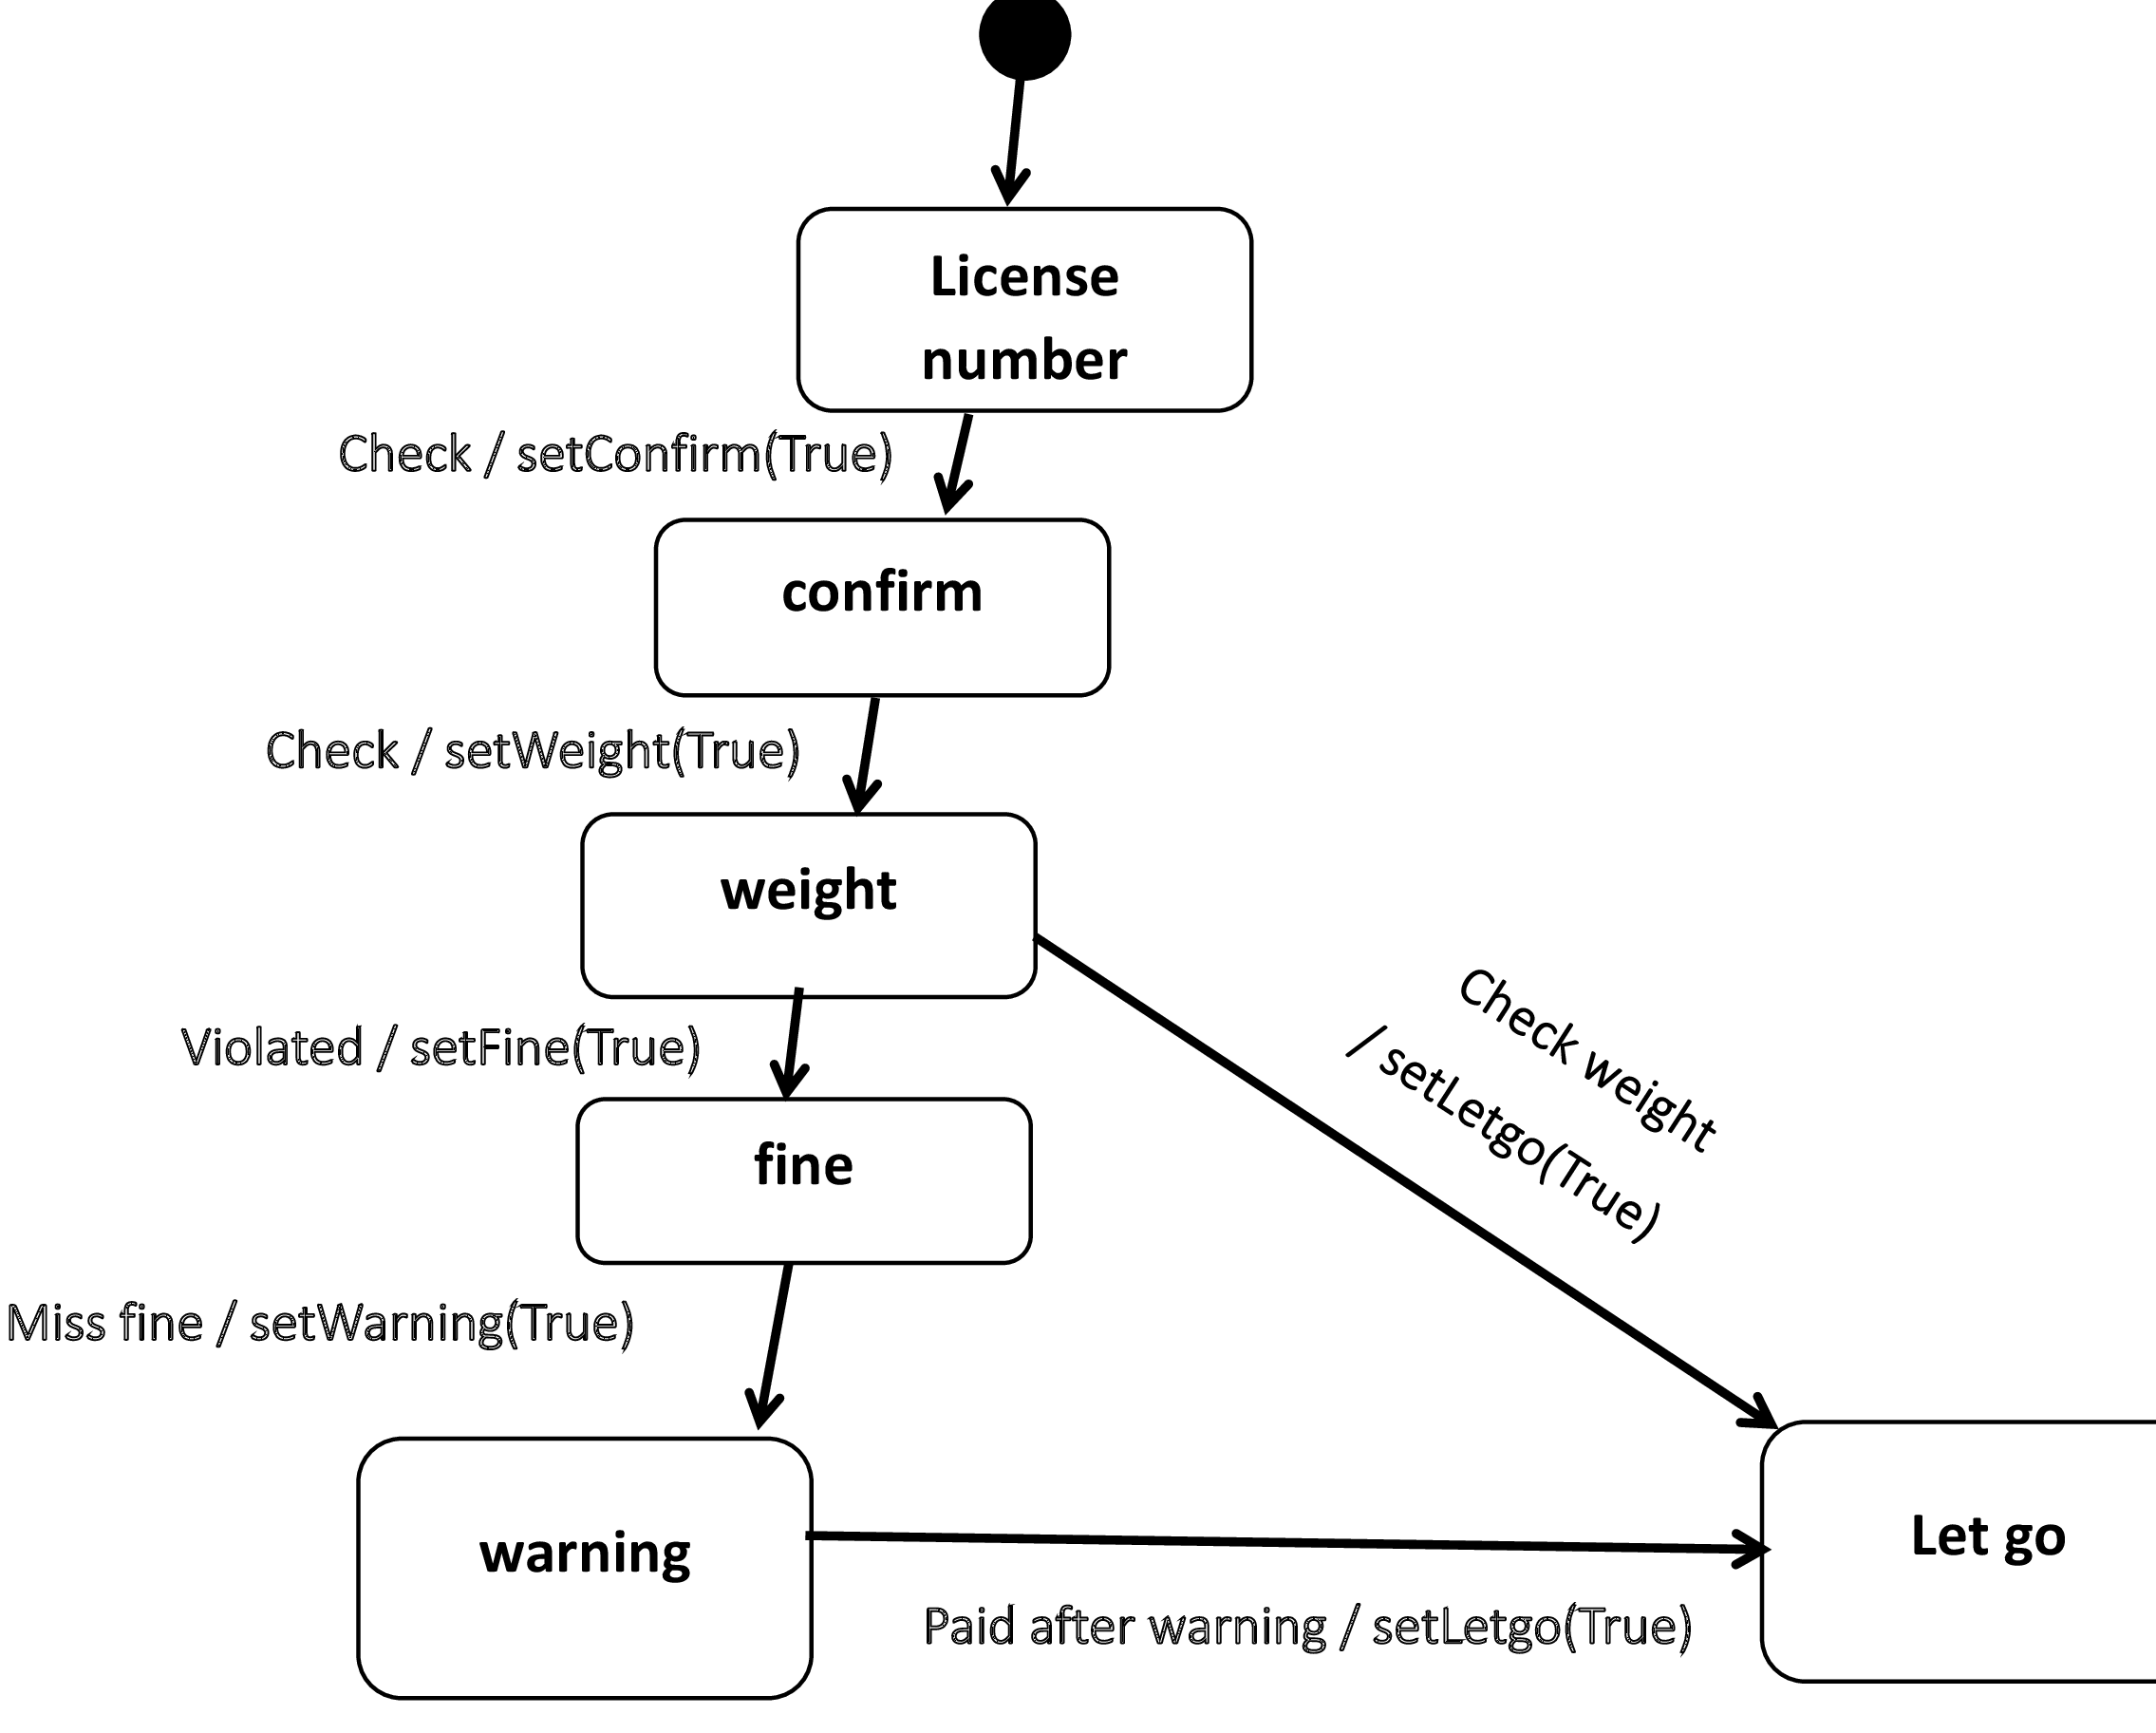 License
number
Check / setConfirm(True)
confirm
Check / setWeight(True)
weight
Check weight
/ setLetgo(True)
Violated / setFine(True)
fine
Miss fine / setWarning(True)
warning
Let go
Paid after warning / setLetgo(True)